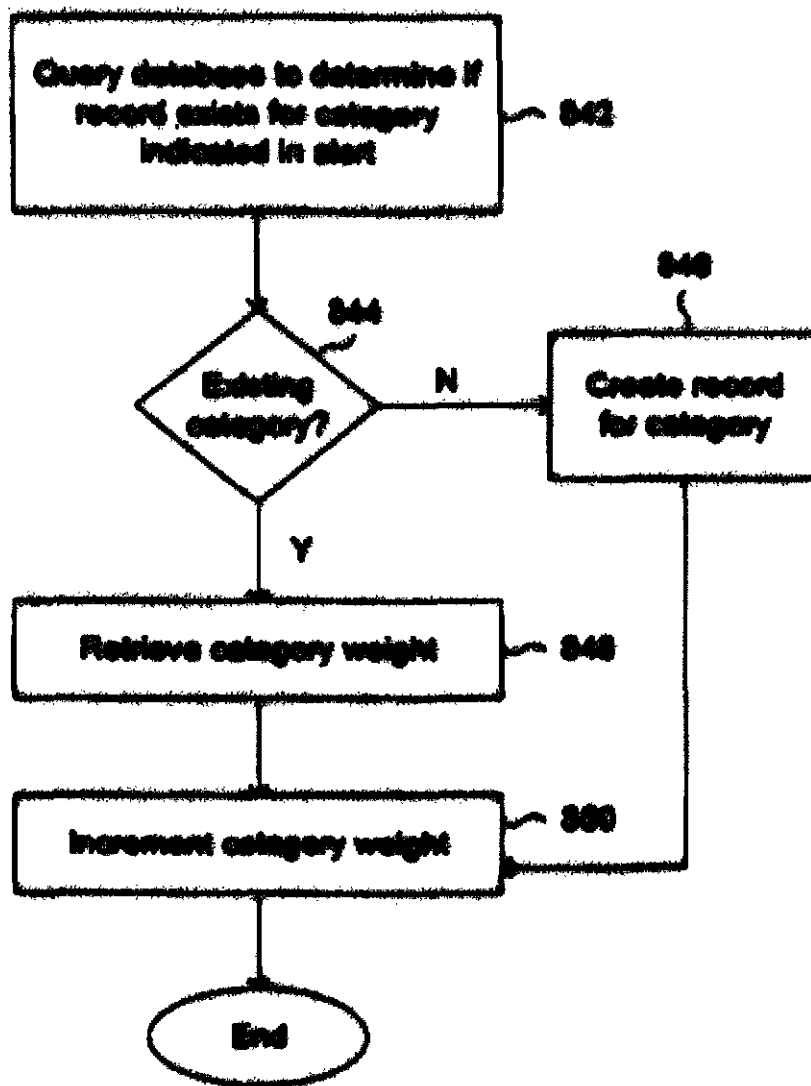 Query database to determine if
record exists for category
indicated in alert
842
844
Existing
category?
N
846
Create record
for category
Y
Retrieve category weight
848
Increment category weight
850
End